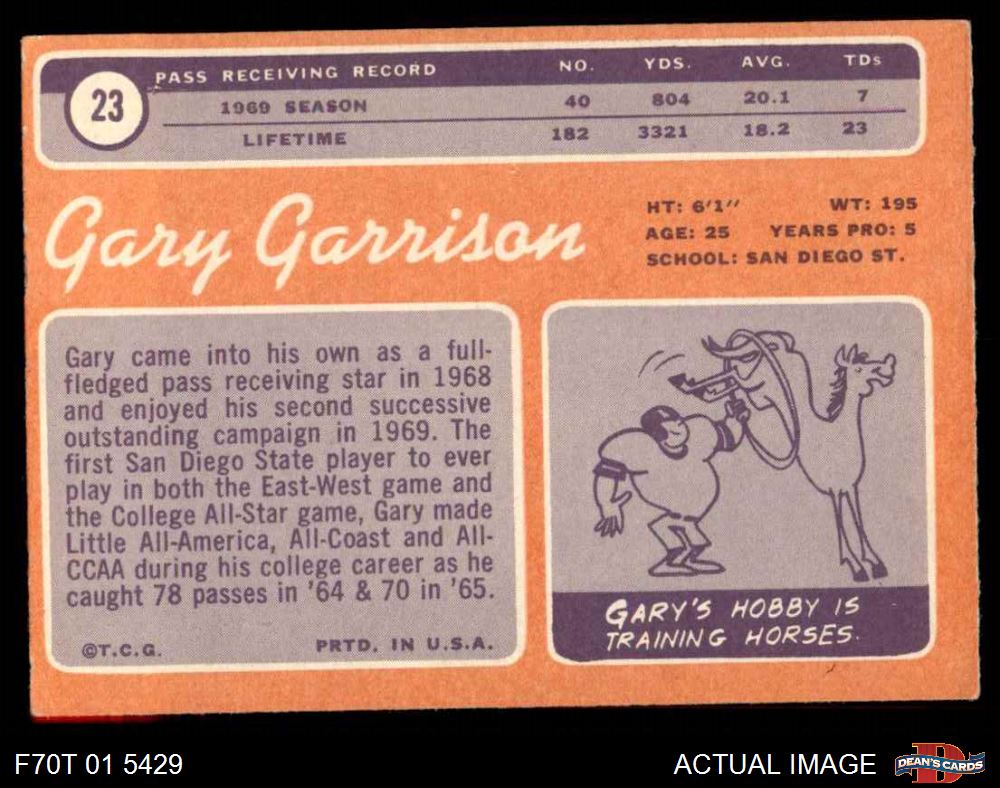 23
PASS RECEIVING RECORD NO. YDS. AVG. TDs
1969 SEASON 40 804 20.1 7
LIFETIME 182 3321 18.2 23
Gary Garrison
HT: 6'1'' WT: 195
AGE: 25 YEARS PRO: 5
SCHOOL: SAN DIEGO ST.
Gary came into his own as a full-
fledged pass receiving star in 1968
and enjoyed his second successive
outstanding campaign in 1969. The
first San Diego State player to ever
play in both the East-West game and
the College All-Star game, Gary made
Little All-America, All-Coast and All-
CCAA during his college career as he
caught 78 passes in '64 & 70 in '65.
©T.C.G. PRTD. IN U.S.A.
GARY'S HOBBY IS
TRAINING HORSES.
F70T 01 5429 ACTUAL IMAGE
D
DEAN'S CARDS